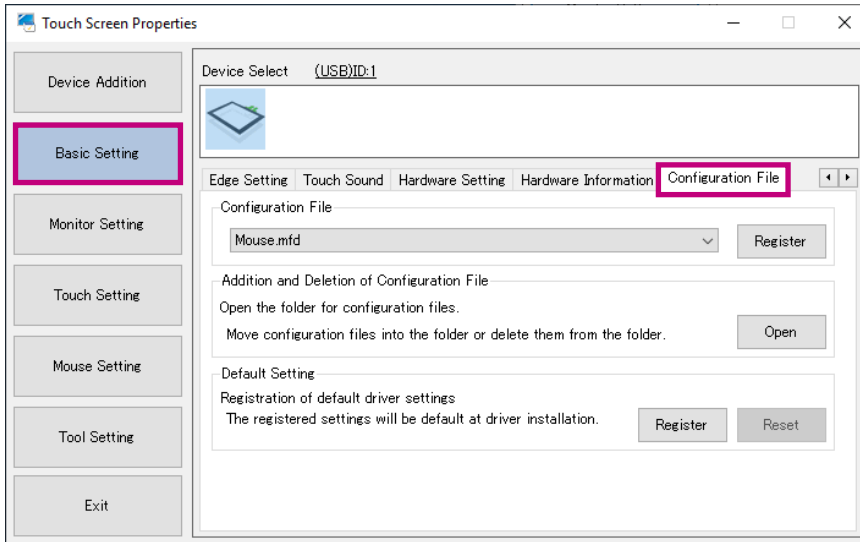 Touch Screen Properties
Device Addition
Basic Setting
Monitor Setting
Touch Setting
Mouse Setting
Tool Setting
Exit
Device Select (USB)ID:1
Edge Setting Touch Sound Hardware Setting Hardware Information Configuration File
Configuration File
Mouse.mfd Register
Addition and Deletion of Configuration File
Open the folder for configuration files.
Move configuration files into the folder or delete them from the folder. Open
Default Setting
Registration of default driver settings
The registered settings will be default at driver installation. Register Reset